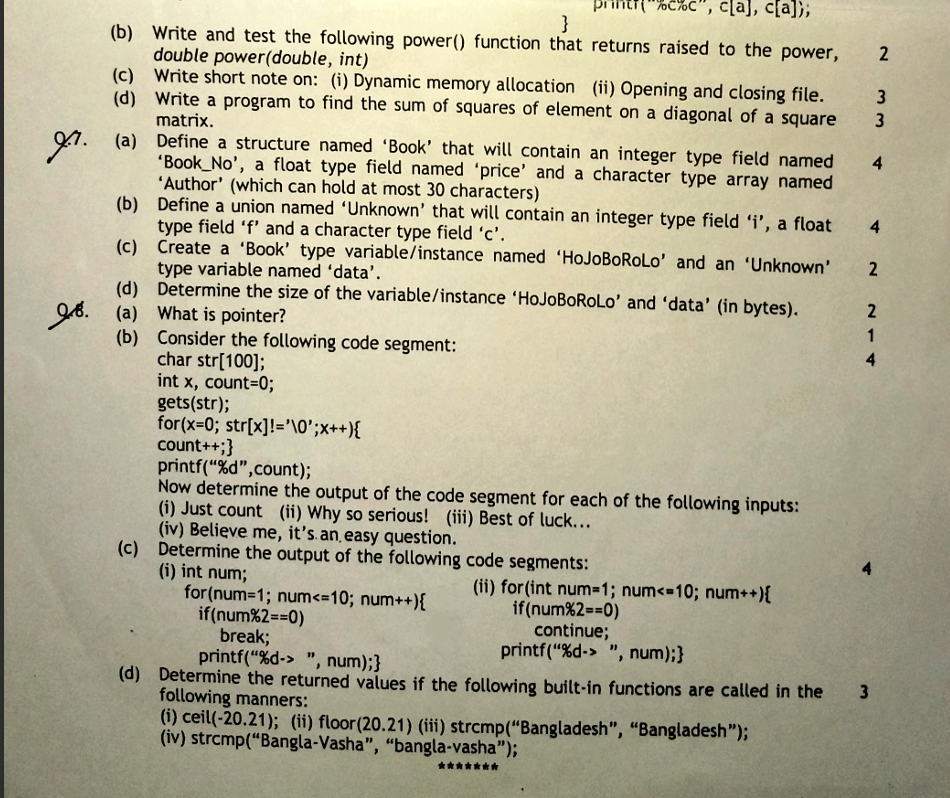 printf("%c%c", c[a], c[a]);
}
(b) Write and test the following power() function that returns raised to the power, 2
double power(double, int)
(c) Write short note on: (i) Dynamic memory allocation (ii) Opening and closing file. 3
(d) Write a program to find the sum of squares of element on a diagonal of a square 3
matrix.
Q7. (a) Define a structure named ‘Book’ that will contain an integer type field named 4
‘Book_No’, a float type field named ‘price’ and a character type array named
‘Author’ (which can hold at most 30 characters)
(b) Define a union named ‘Unknown’ that will contain an integer type field ‘i’, a float 4
type field ‘f’ and a character type field ‘c’.
(c) Create a ‘Book’ type variable/instance named ‘HoJoBoRoLo’ and an ‘Unknown’ 2
type variable named ‘data’.
(d) Determine the size of the variable/instance ‘HoJoBoRoLo’ and ‘data’ (in bytes). 2
Q8. (a) What is pointer? 1
(b) Consider the following code segment: 4
char str[100];
int x, count=0;
gets(str);
for(x=0; str[x]!='\0';x++){
count++;}
printf("%d",count);
Now determine the output of the code segment for each of the following inputs:
(i) Just count (ii) Why so serious! (iii) Best of luck...
(iv) Believe me, it's an easy question.
(c) Determine the output of the following code segments: 4
(i) int num;
for(num=1; num<=10; num++){
if(num%2==0)
break;
printf("%d-> ", num);}
(ii) for(int num=1; num<=10; num++){
if(num%2==0)
continue;
printf("%d-> ", num);}
(d) Determine the returned values if the following built-in functions are called in the 3
following manners:
(i) ceil(-20.21); (ii) floor(20.21) (iii) strcmp("Bangladesh", "Bangladesh");
(iv) strcmp("Bangla-Vasha", "bangla-vasha");
*******